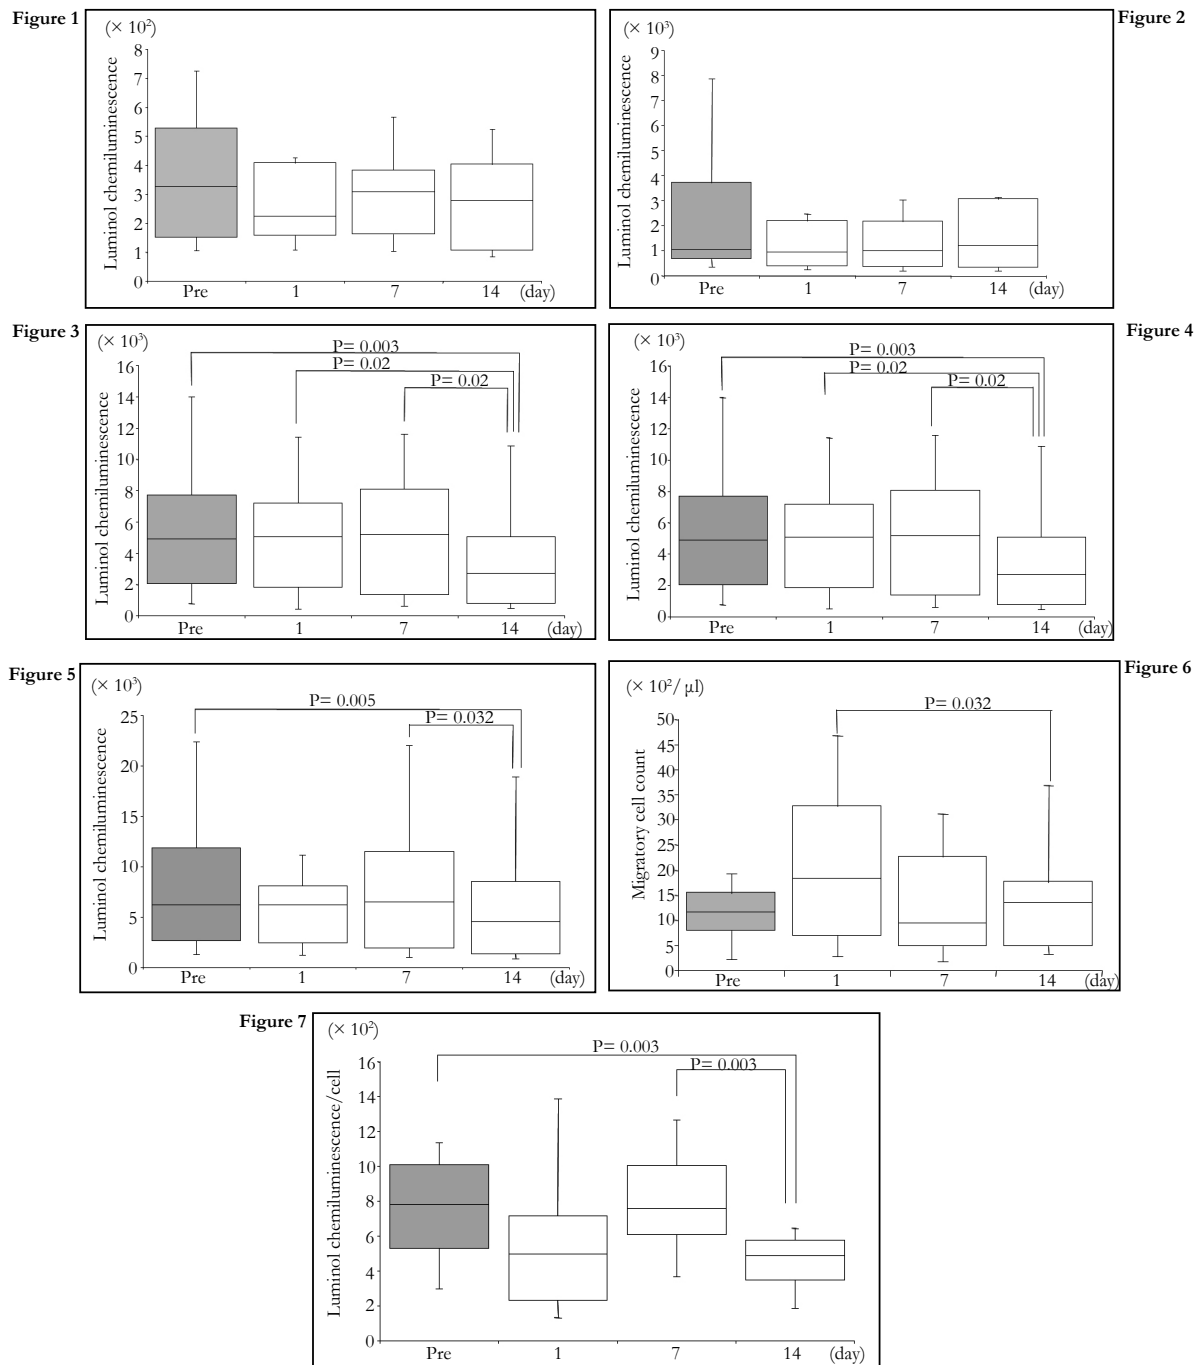 Figure 1
(× 10²)
Luminol chemiluminescence
8
7
6
5
4
3
2
1
0
Pre 1 7 14 (day)
Figure 2
(× 10³)
Luminol chemiluminescence
9
8
7
6
5
4
3
2
1
0
Pre 1 7 14 (day)
Figure 3
(× 10³)
Luminol chemiluminescence
P= 0.003
P= 0.02
P= 0.02
16
14
12
10
8
6
4
2
0
Pre 1 7 14 (day)
Figure 4
(× 10³)
Luminol chemiluminescence
P= 0.003
P= 0.02
P= 0.02
16
14
12
10
8
6
4
2
0
Pre 1 7 14 (day)
Figure 5
(× 10³)
Luminol chemiluminescence
P= 0.005
P= 0.032
25
20
15
10
5
0
Pre 1 7 14 (day)
Figure 6
(× 10²/ µl)
Migratory cell count
P= 0.032
50
45
40
35
30
25
20
15
10
5
0
Pre 1 7 14 (day)
Figure 7
(× 10²)
Luminol chemiluminescence/cell
P= 0.003
P= 0.003
16
14
12
10
8
6
4
2
0
Pre 1 7 14 (day)